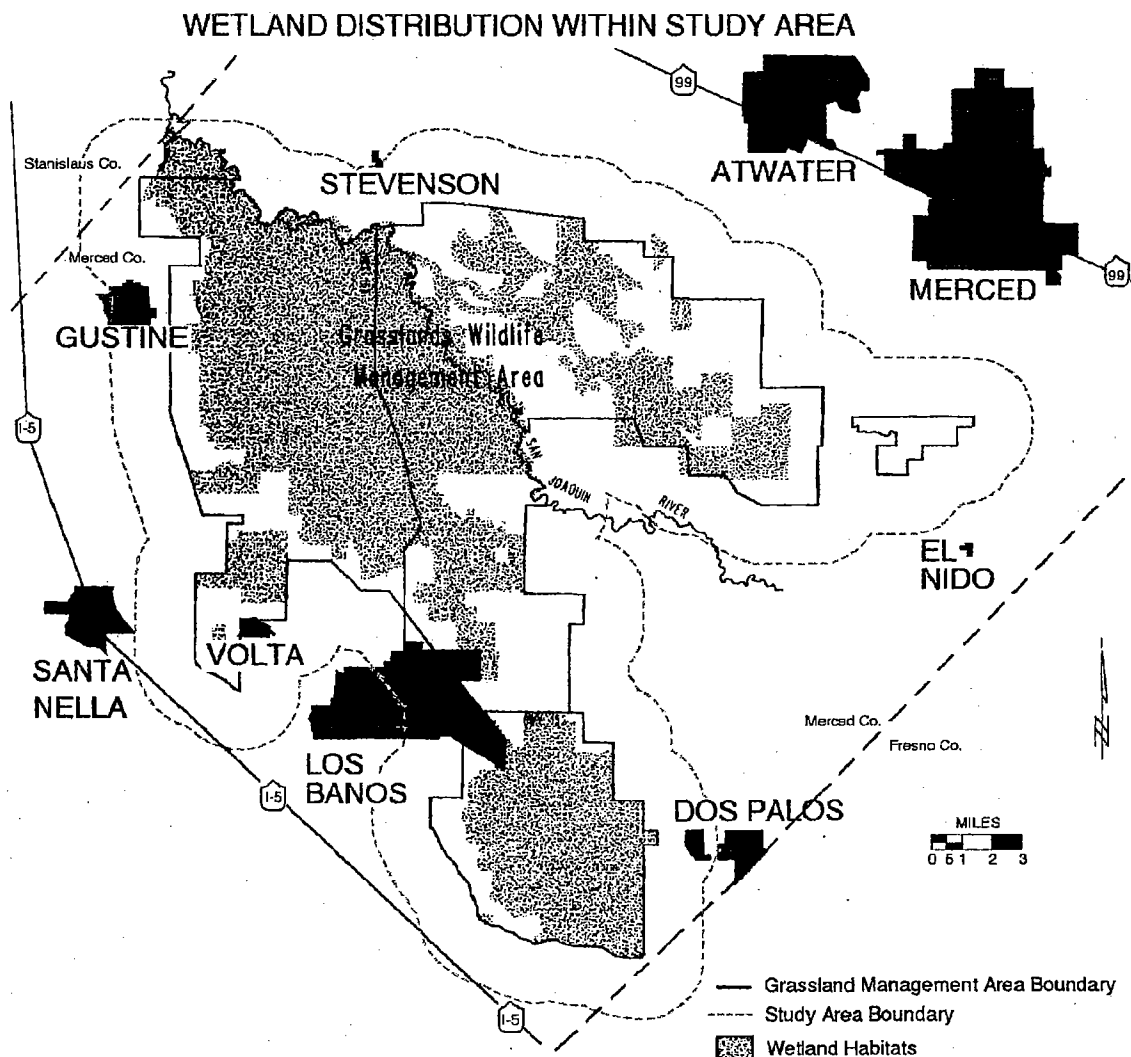 WETLAND DISTRIBUTION WITHIN STUDY AREA
99
Stanislaus Co.
STEVENSON
ATWATER
Merced Co.
99
MERCED
GUSTINE
Grasslands Wildlife
Management Area
I-5
SAN
JOAQUIN
RIVER
EL
NIDO
VOLTA
SANTA
NELLA
Merced Co.
Fresno Co.
LOS
BANOS
I-5
DOS PALOS
MILES
0 .5 1 2 3
I-5
Grassland Management Area Boundary
Study Area Boundary
Wetland Habitats